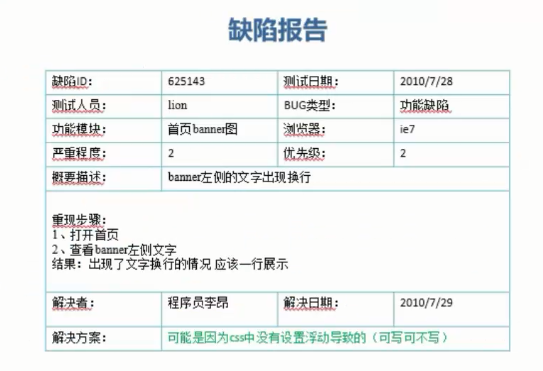 缺陷报告
缺陷ID： 625143 测试日期： 2010/7/28
测试人员： lion BUG类型： 功能缺陷
功能模块： 首页banner图 浏览器： ie7
严重程度： 2 优先级： 2
概要描述： banner左侧的文字出现换行
重现步骤：
1、打开首页
2、查看banner左侧文字
结果：出现了文字换行的情况 应该一行展示
解决者： 程序员李昂 解决日期： 2010/7/29
解决方案： 可能是因为css中没有设置浮动导致的（可写可不写）